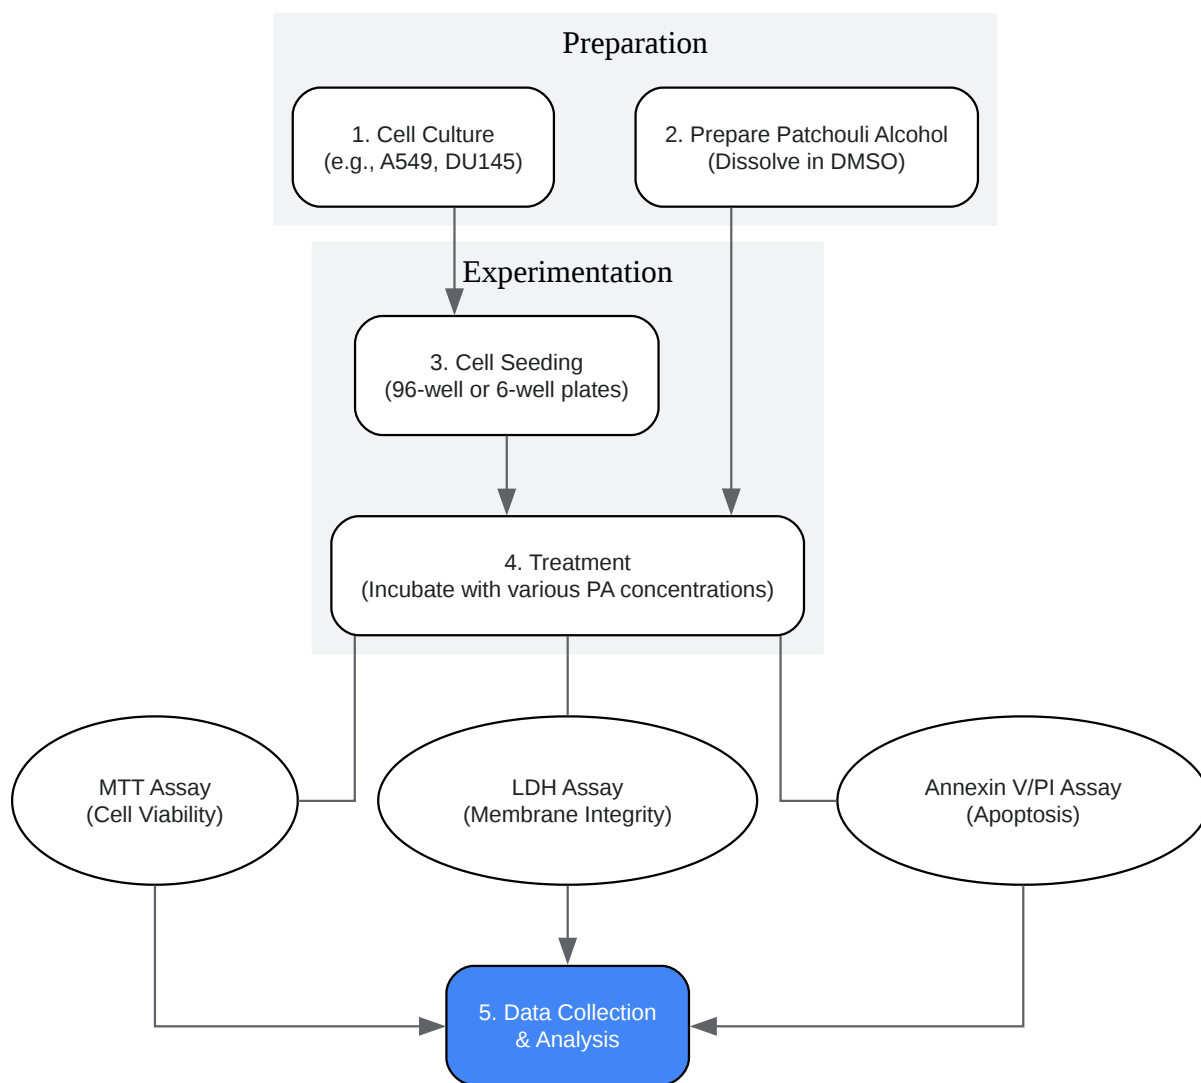 Preparation
1. Cell Culture
(e.g., A549, DU145)
2. Prepare Patchouli Alcohol
(Dissolve in DMSO)
Experimentation
3. Cell Seeding
(96-well or 6-well plates)
4. Treatment
(Incubate with various PA concentrations)
MTT Assay
(Cell Viability)
LDH Assay
(Membrane Integrity)
Annexin V/PI Assay
(Apoptosis)
5. Data Collection
& Analysis